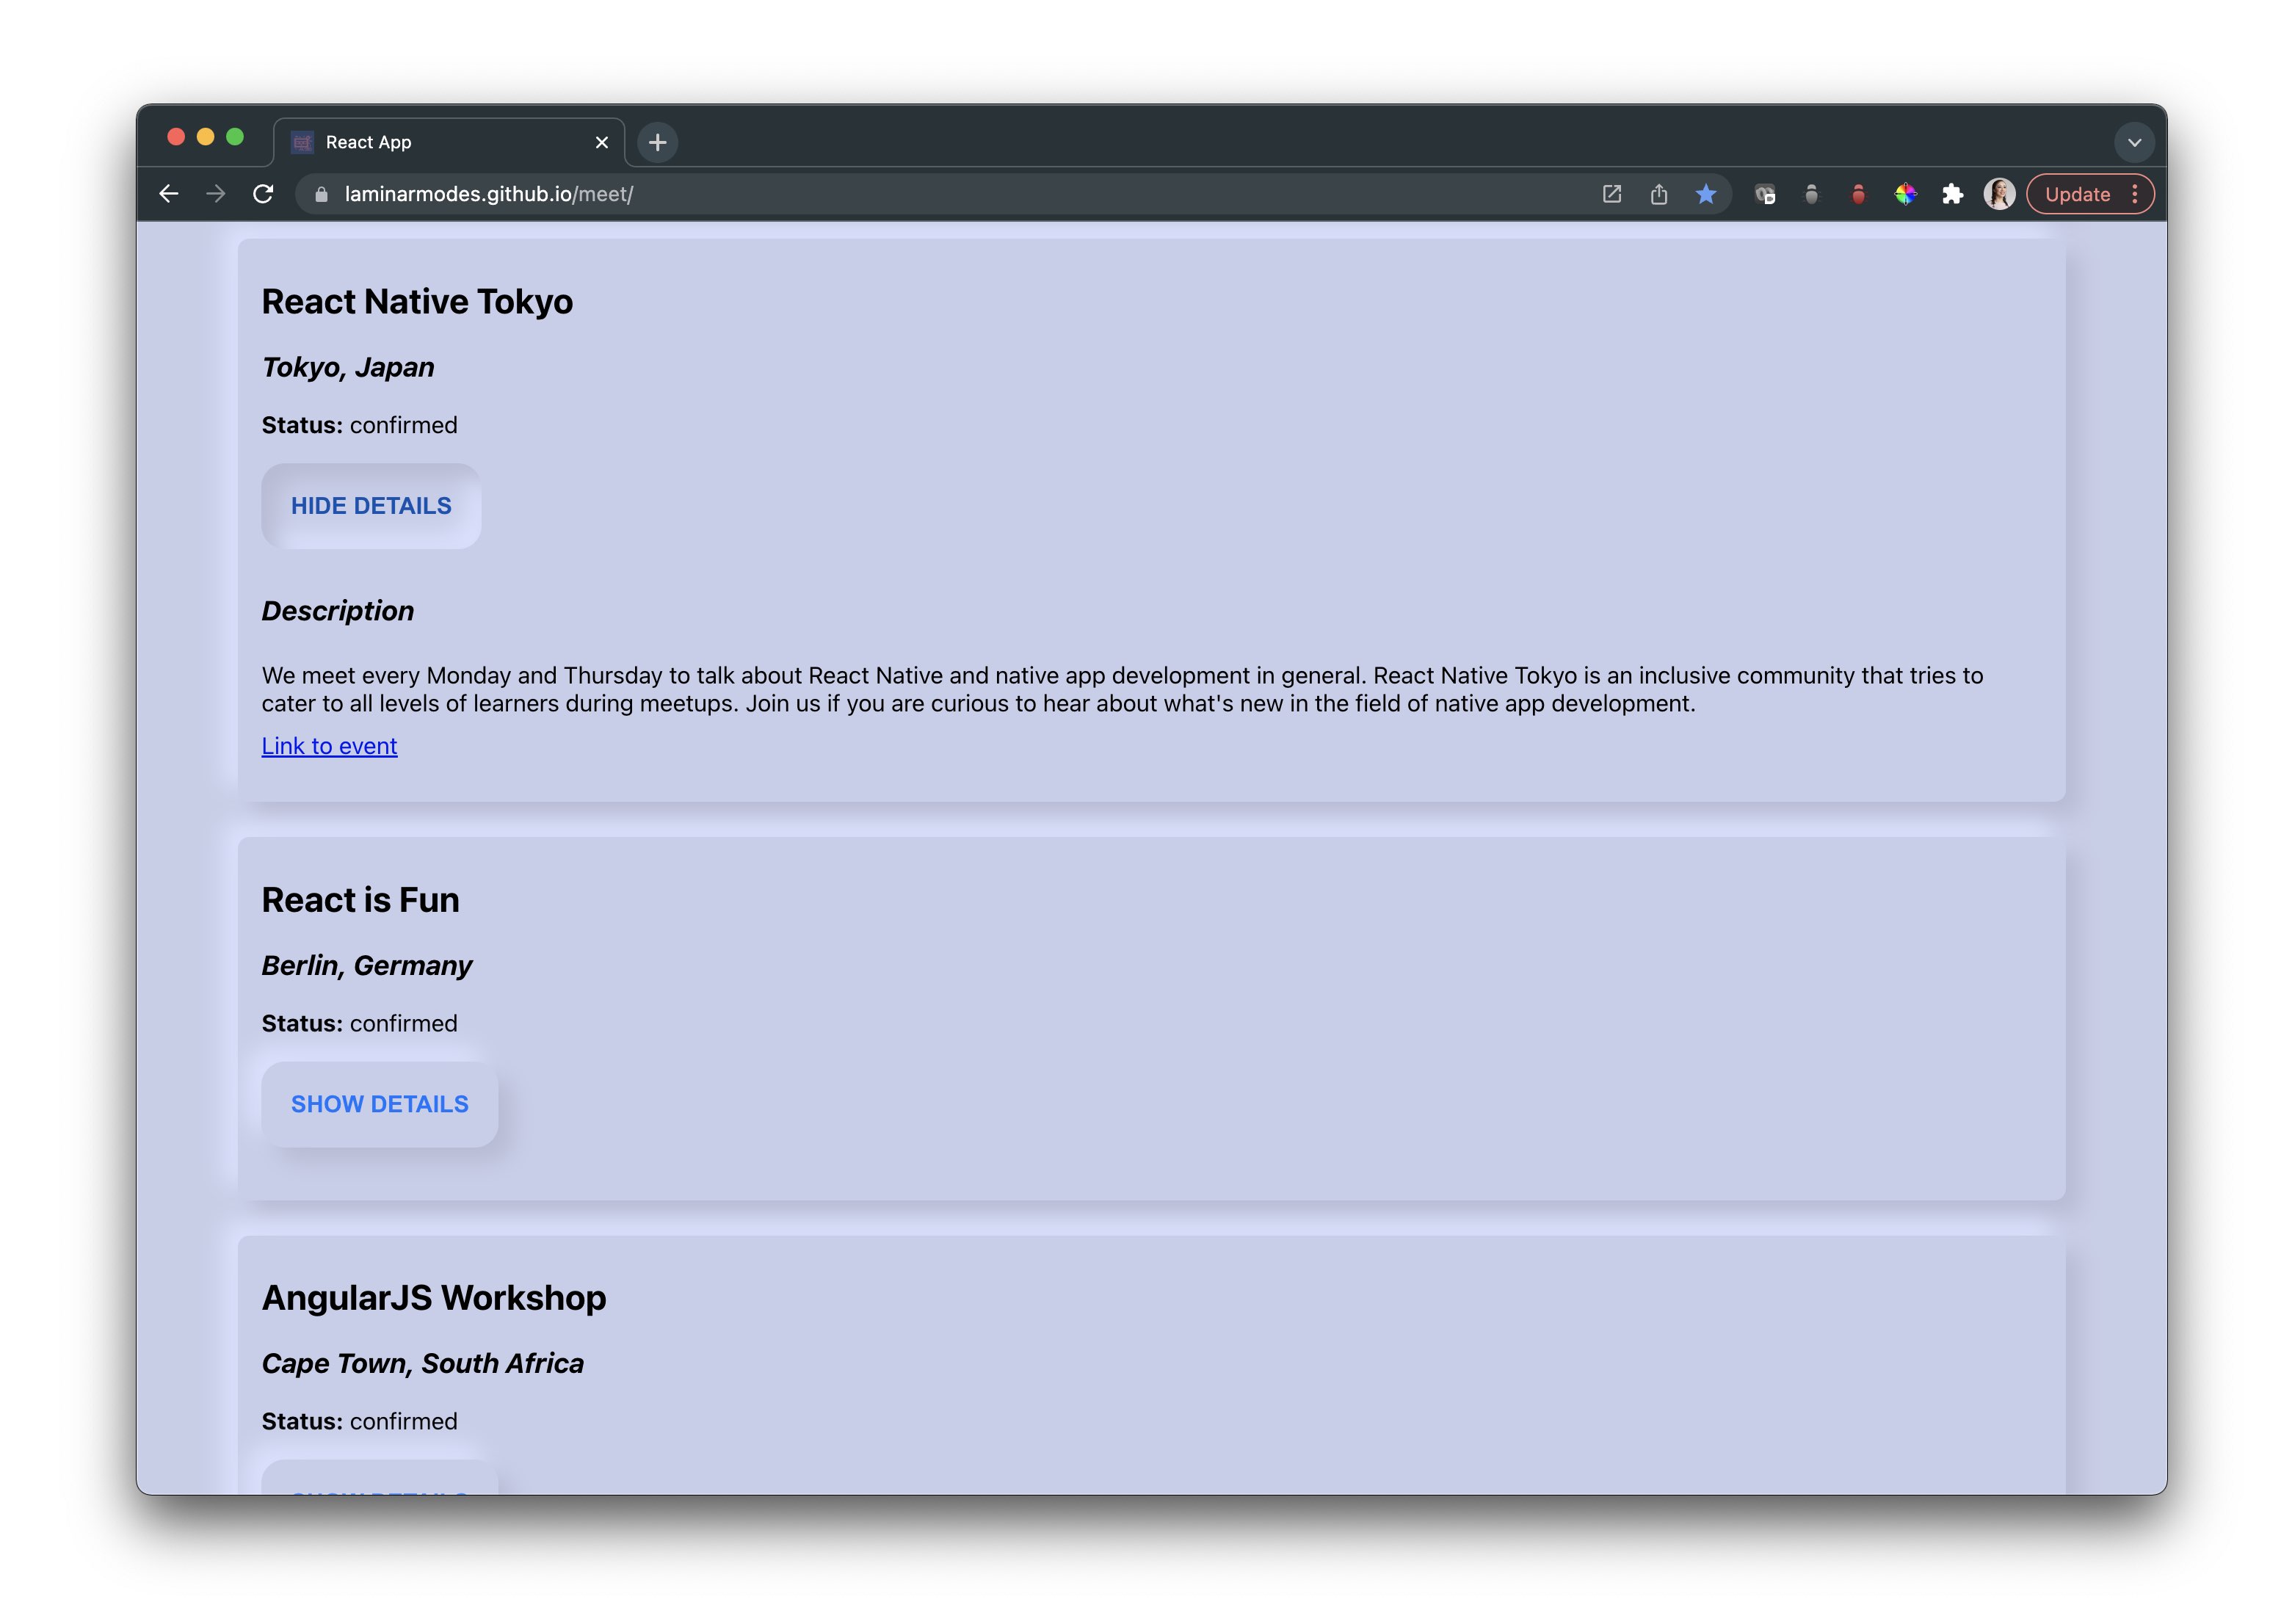 React App
laminarmodes.github.io/meet/
Update
React Native Tokyo
Tokyo, Japan
Status: confirmed
HIDE DETAILS
Description
We meet every Monday and Thursday to talk about React Native and native app development in general. React Native Tokyo is an inclusive community that tries to
cater to all levels of learners during meetups. Join us if you are curious to hear about what's new in the field of native app development.
Link to event
React is Fun
Berlin, Germany
Status: confirmed
SHOW DETAILS
AngularJS Workshop
Cape Town, South Africa
Status: confirmed